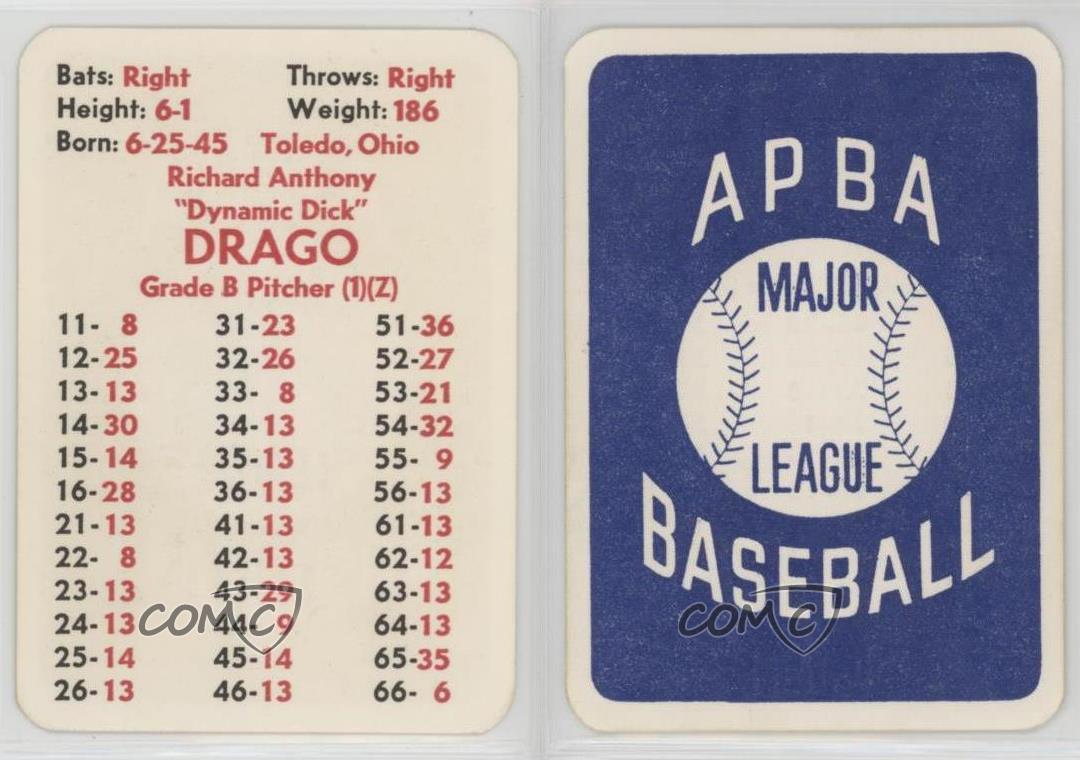 Bats: Right Throws: Right
Height: 6-1 Weight: 186
Born: 6-25-45 Toledo, Ohio
Richard Anthony
"Dynamic Dick"
DRAGO
Grade B Pitcher (1)(Z)
11- 8 31-23 51-36
12-25 32-26 52-27
13-13 33- 8 53-21
14-30 34-13 54-32
15-14 35-13 55- 9
16-28 36-13 56-13
21-13 41-13 61-13
22- 8 42-13 62-12
23-13 43-29 63-13
24-13 44- 9 64-13
25-14 45-14 65-35
26-13 46-13 66- 6
COMC
APBA
MAJOR
LEAGUE
BASEBALL
COMC